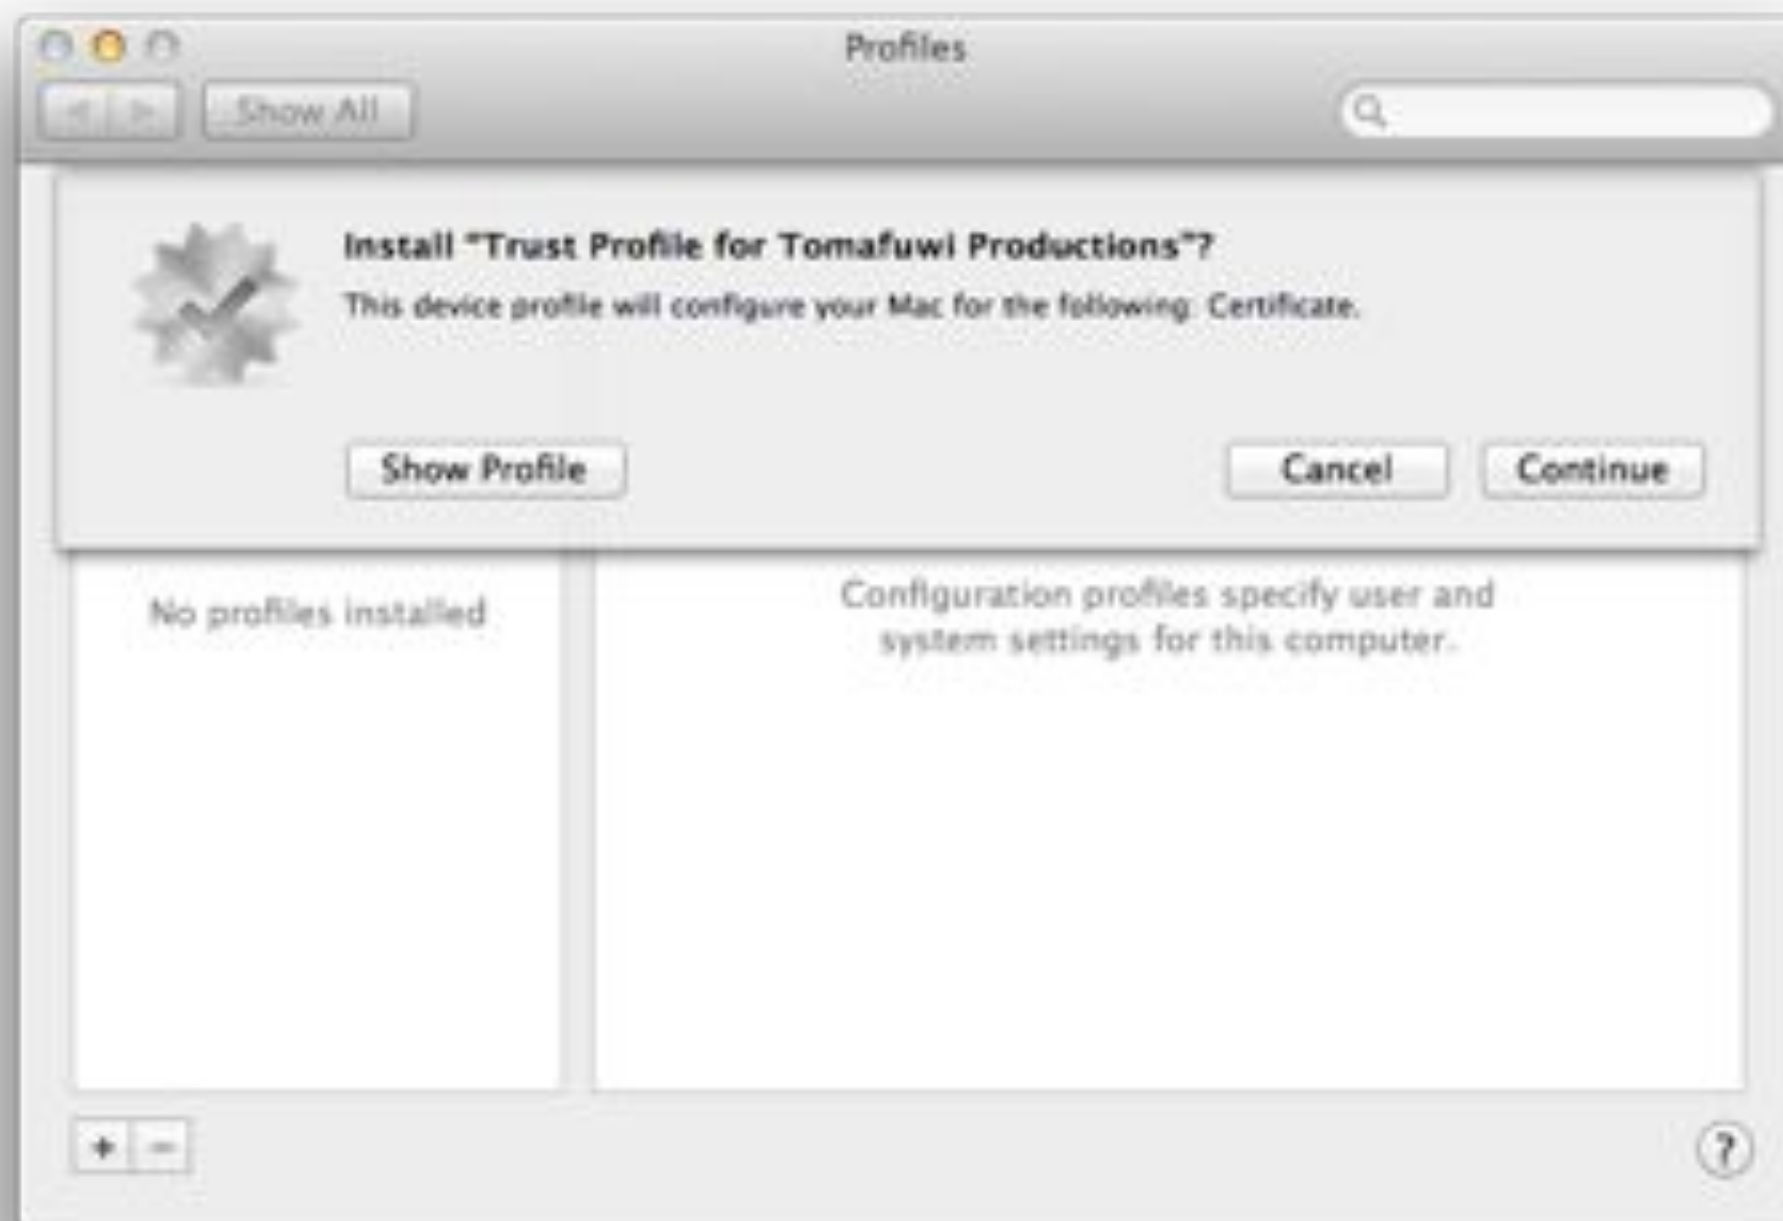 Profiles
Show All
Install "Trust Profile for Tomafuwi Productions"?
This device profile will configure your Mac for the following: Certificate.
Show Profile
Cancel
Continue
No profiles installed
Configuration profiles specify user and
system settings for this computer.
+ −
?